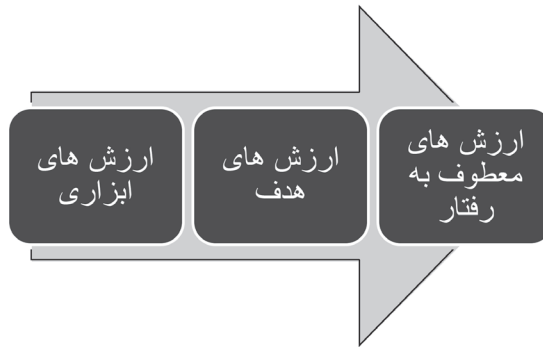 ارزش های
معطوف به
رفتار
ارزش های
هدف
ارزش های
ابزاری